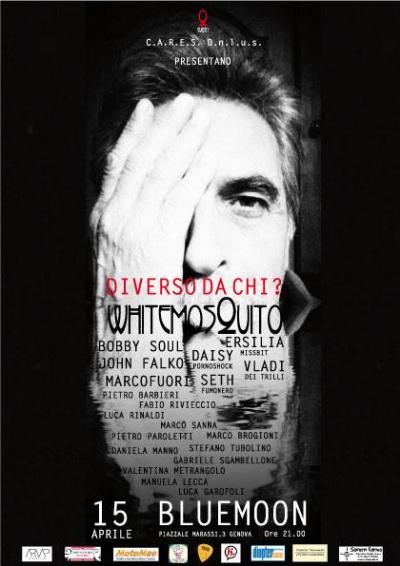 C.A.R.E.S. O.n.l.u.s.
PRESENTANO
DIVERSO DA CHI?
WHITEMOSQUITO
BOBBY SOUL
ERSILIA
MISSBIT
JOHN FALKO
DAISY
PORNOSHOCK
VLADI
DEI TRILLI
MARCOFUORI
SETH
FUMONERO
PIETRO BARBIERI
FABIO RIVIECCIO
LUCA RINALDI
MARCO SANNA
PIETRO PAROLETTI
MARCO BROGIONI
DANIELA MANNO
STEFANO TUBOLINO
GABRIELE SGAMBELLONE
VALENTINA METRANGOLO
MANUELA LECCA
LUCA GAROFOLI
15 BLUEMOON
APRILE PIAZZALE MARASSI,3 GENOVA Ore 21.00
MotoMae
diopter